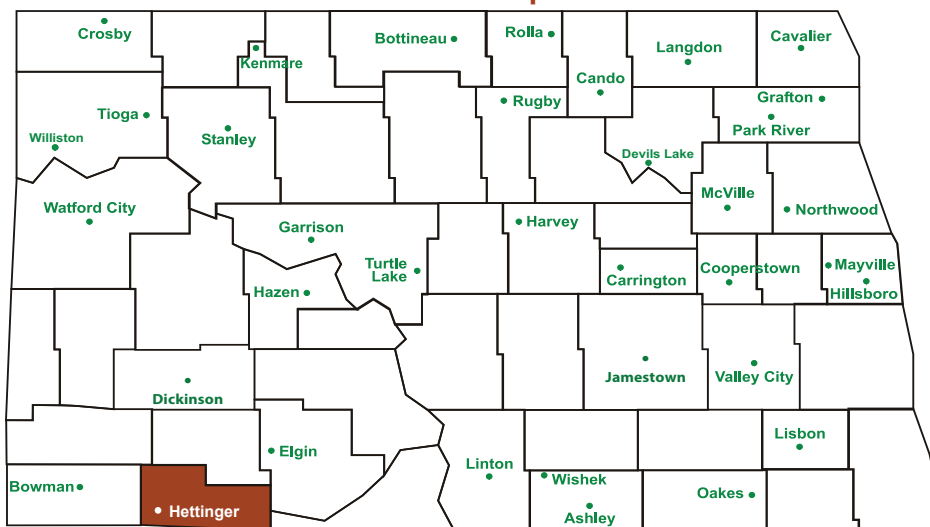 Crosby
Kenmare
Bottineau
Rolla
Langdon
Cavalier
Cando
Tioga
Williston
Stanley
Rugby
Grafton
Park River
Devils Lake
Watford City
McVille
Northwood
Garrison
Harvey
Turtle
Lake
Hazen
Carrington
Cooperstown
Mayville
Hillsboro
Dickinson
Jamestown
Valley City
Elgin
Lisbon
Linton
Bowman
Wishek
Oakes
Hettinger
Ashley